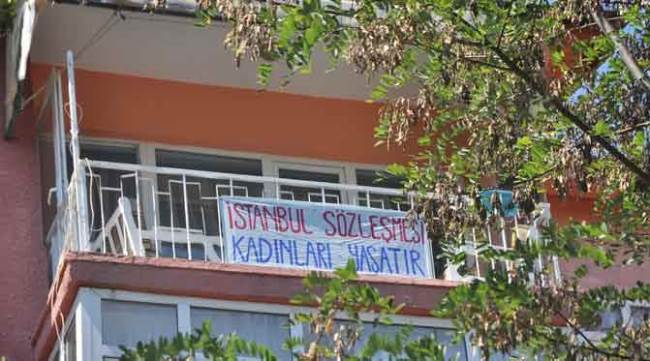 İSTANBUL SÖZLEŞMESİ
KADINLARI YAŞATIR